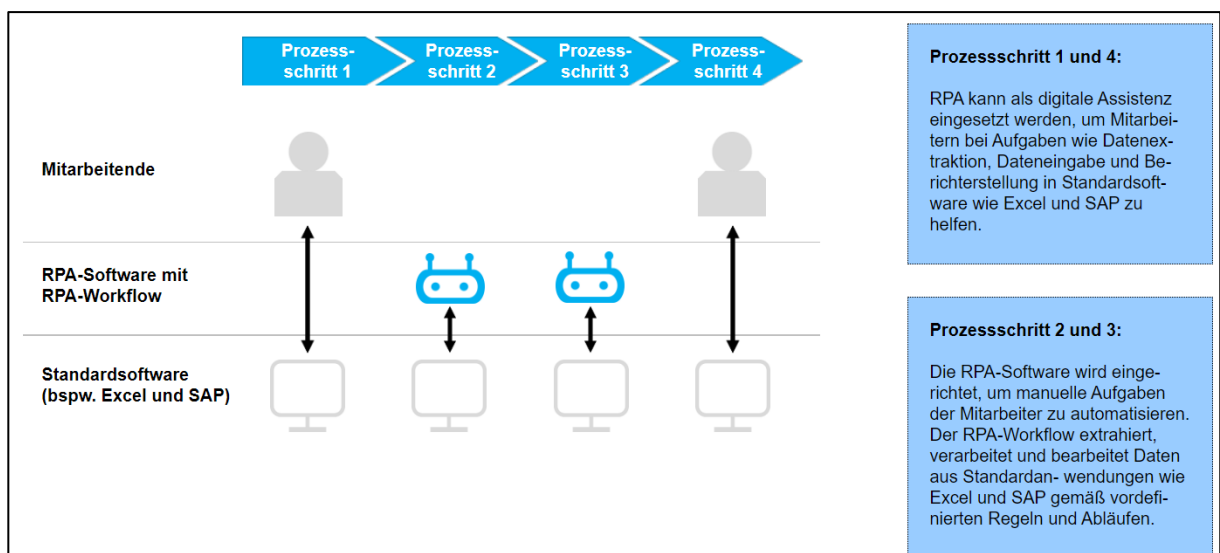 Prozess-
schritt 1
Prozess-
schritt 2
Prozess-
schritt 3
Prozess-
schritt 4
Mitarbeitende
RPA-Software mit
RPA-Workflow
Standardsoftware
(bspw. Excel und SAP)
Prozessschritt 1 und 4:
RPA kann als digitale Assistenz
eingesetzt werden, um Mitarbei-
tern bei Aufgaben wie Datenex-
traktion, Dateneingabe und Be-
richterstellung in Standardsoft-
ware wie Excel und SAP zu
helfen.
Prozessschritt 2 und 3:
Die RPA-Software wird einge-
richtet, um manuelle Aufgaben
der Mitarbeiter zu automatisieren.
Der RPA-Workflow extrahiert,
verarbeitet und bearbeitet Daten
aus Standardan- wendungen wie
Excel und SAP gemäß vordefi-
nierten Regeln und Abläufen.